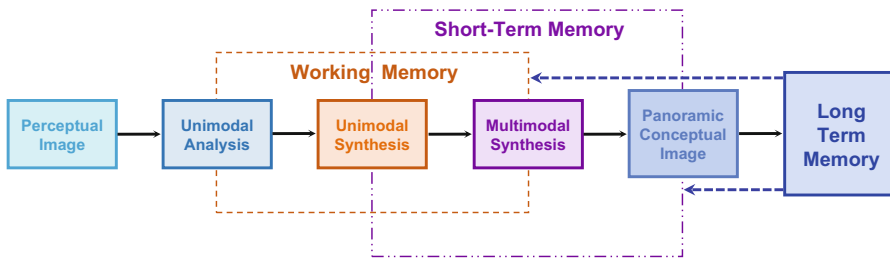 Short-Term Memory
Working Memory
Perceptual
Image
Unimodal
Analysis
Unimodal
Synthesis
Multimodal
Synthesis
Panoramic
Conceptual
Image
Long
Term
Memory